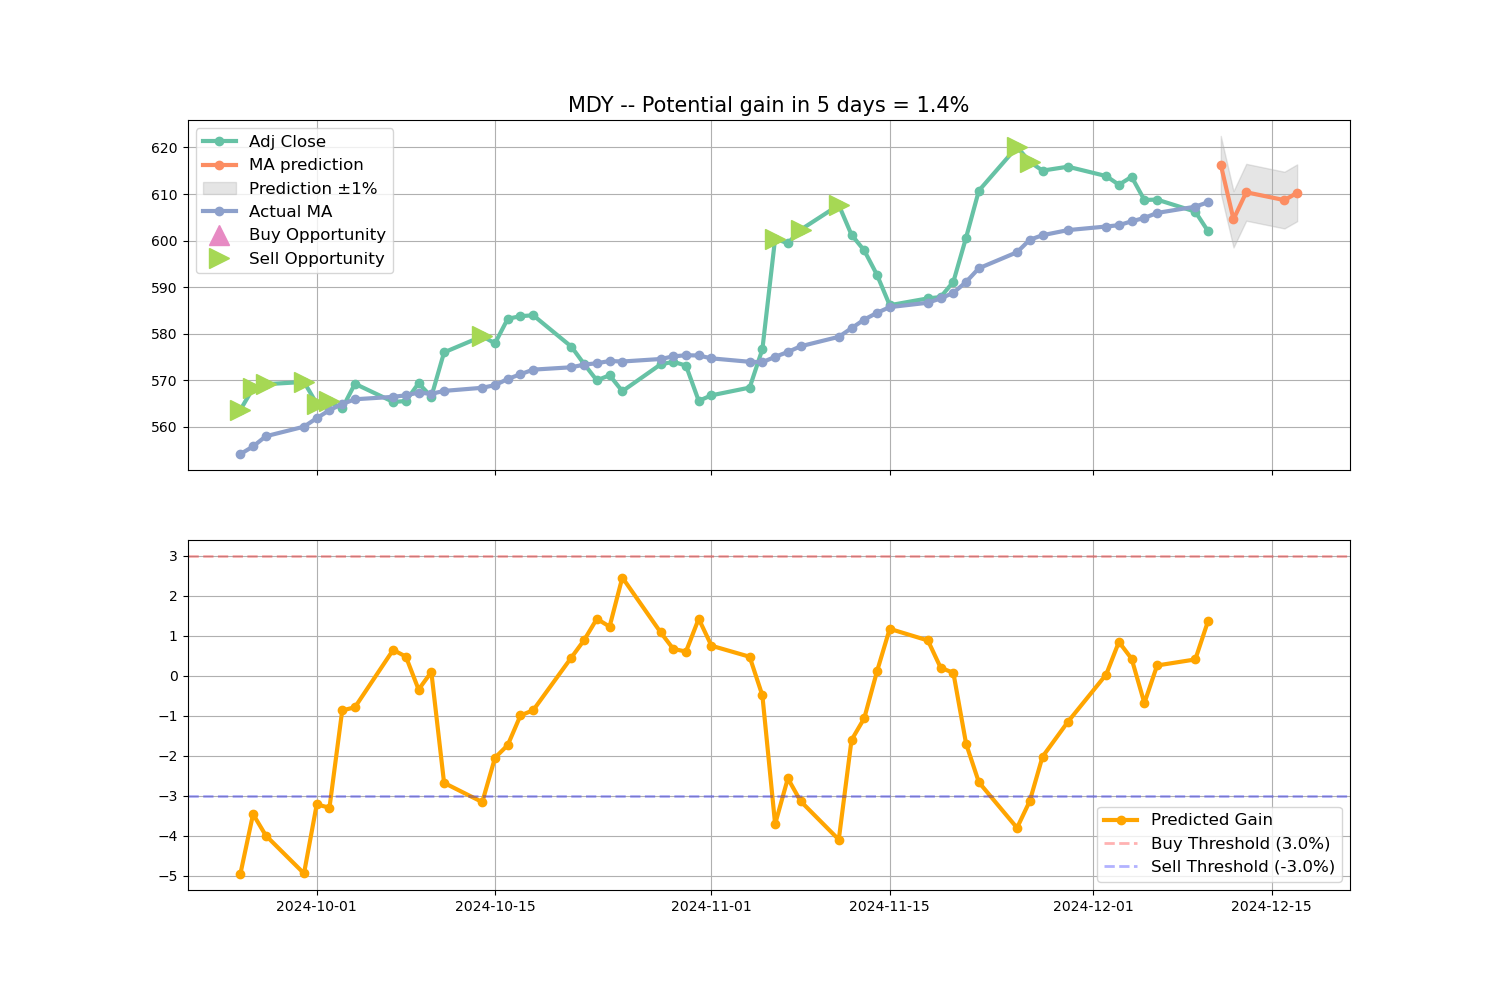 MDY -- Potential gain in 5 days = 1.4%
620
610
600
590
580
570
560
Adj Close
MA prediction
Prediction ±1%
Actual MA
Buy Opportunity
Sell Opportunity
3
2
1
0
−1
−2
−3
−4
−5
Predicted Gain
Buy Threshold (3.0%)
Sell Threshold (-3.0%)
2024-10-01
2024-10-15
2024-11-01
2024-11-15
2024-12-01
2024-12-15